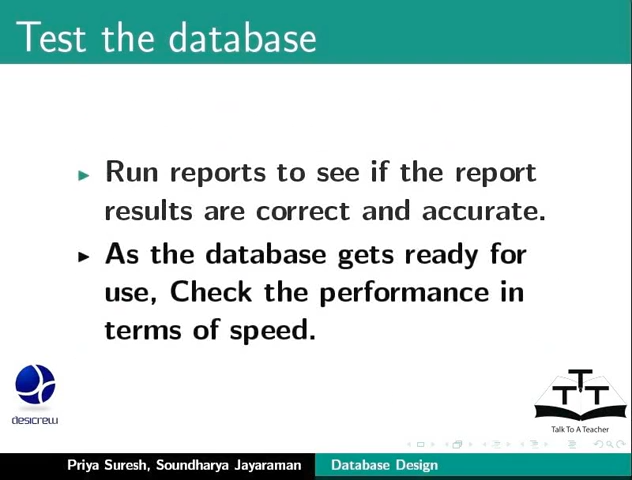 Test the database
Run reports to see if the report
results are correct and accurate.
As the database gets ready for
use, Check the performance in
terms of speed.
desicrew
TTT
Talk To A Teacher
Priya Suresh, Soundharya Jayaraman
Database Design